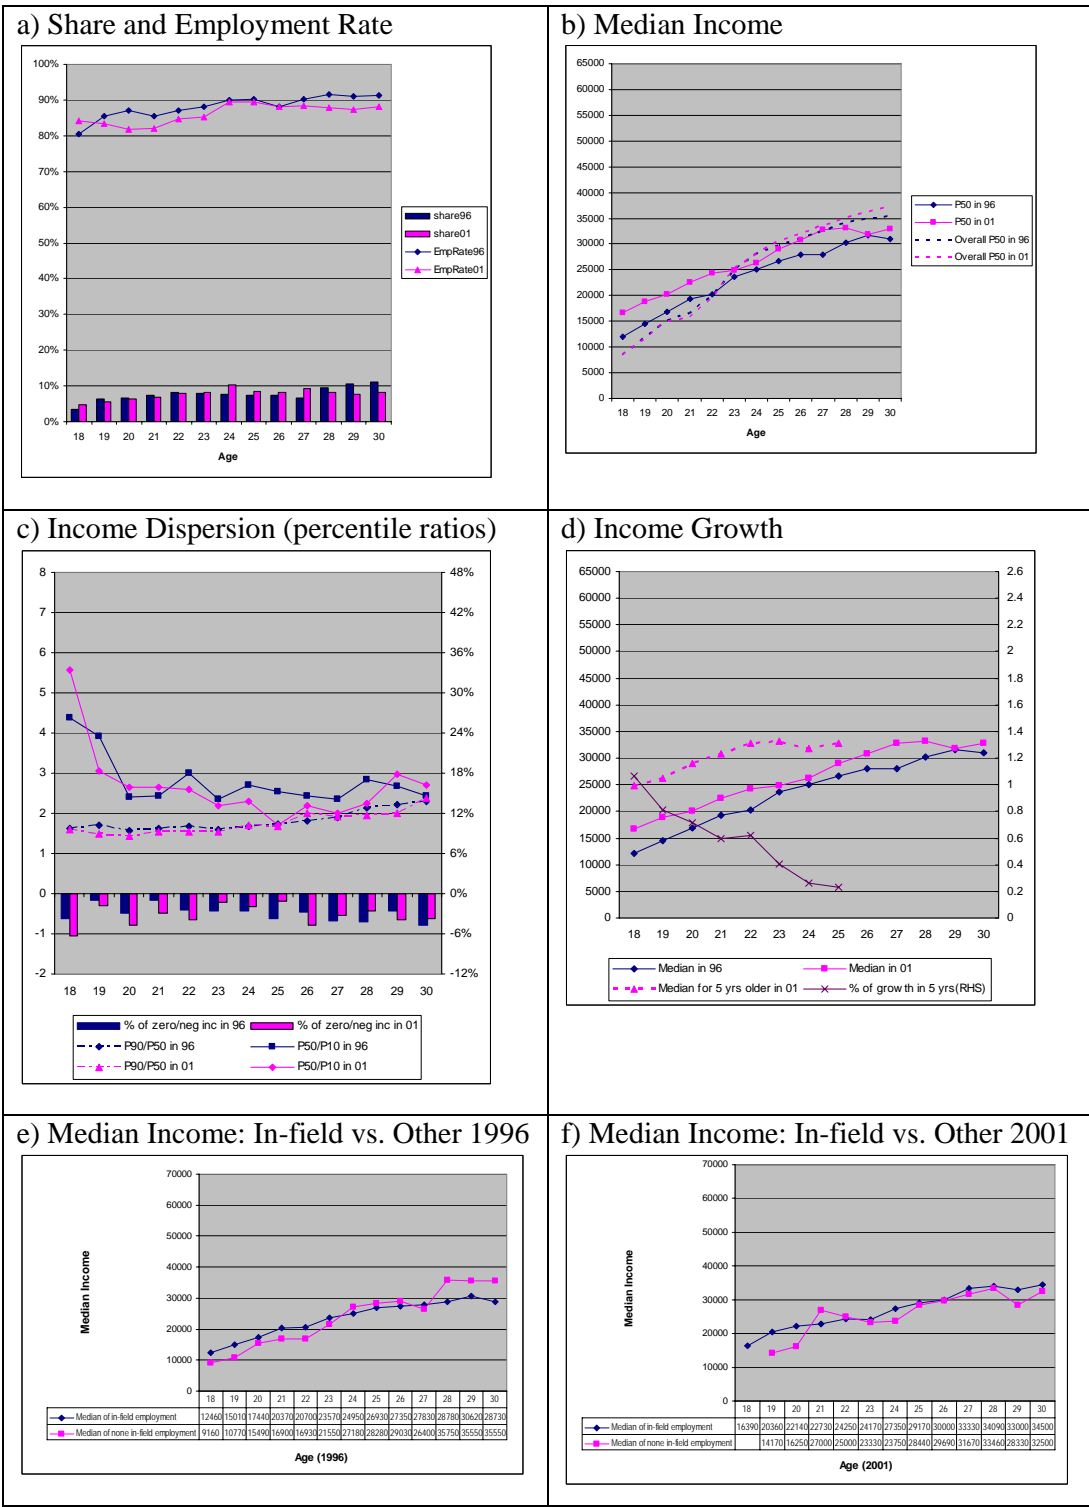 a) Share and Employment Rate
100%
90%
80%
70%
60%
50%
40%
30%
20%
10%
0%
18 19 20 21 22 23 24 25 26 27 28 29 30
Age
share96
share01
EmpRate96
EmpRate01
b) Median Income
65000
60000
55000
50000
45000
40000
35000
30000
25000
20000
15000
10000
5000
0
18 19 20 21 22 23 24 25 26 27 28 29 30
Age
P50 in 96
P50 in 01
Overall P50 in 96
Overall P50 in 01
c) Income Dispersion (percentile ratios)
8 48%
7 42%
6 36%
5 30%
4 24%
3 18%
2 12%
1 6%
0 0%
-1 -6%
-2 -12%
18 19 20 21 22 23 24 25 26 27 28 29 30
% of zero/neg inc in 96 % of zero/neg inc in 01
P90/P50 in 96 P50/P10 in 96
P90/P50 in 01 P50/P10 in 01
d) Income Growth
65000 2.6
60000 2.4
55000 2.2
50000 2
45000 1.8
40000 1.6
35000 1.4
30000 1.2
25000 1
20000 0.8
15000 0.6
10000 0.4
5000 0.2
0 0
18 19 20 21 22 23 24 25 26 27 28 29 30
Median in 96 Median in 01
Median for 5 yrs older in 01 % of growth in 5 yrs(RHS)
e) Median Income: In-field vs. Other 1996
Median Income
70000
60000
50000
40000
30000
20000
10000
0
18 19 20 21 22 23 24 25 26 27 28 29 30
Median of in-field employment 12460 15010 17440 20370 20700 23570 24950 26930 27350 27830 28780 30620 28730
Median of none in-field employment 9160 10770 15490 16900 16930 21550 27180 28280 29030 26400 35750 35550 35550
Age (1996)
f) Median Income: In-field vs. Other 2001
Median Income
70000
60000
50000
40000
30000
20000
10000
0
18 19 20 21 22 23 24 25 26 27 28 29 30
Median of in-field employment 16390 20360 22140 22730 24250 24170 27350 29170 30000 33330 34090 33000 34500
Median of none in-field employment 14170 16250 27000 25000 23330 23750 28440 29690 31670 33460 28330 32500
Age (2001)